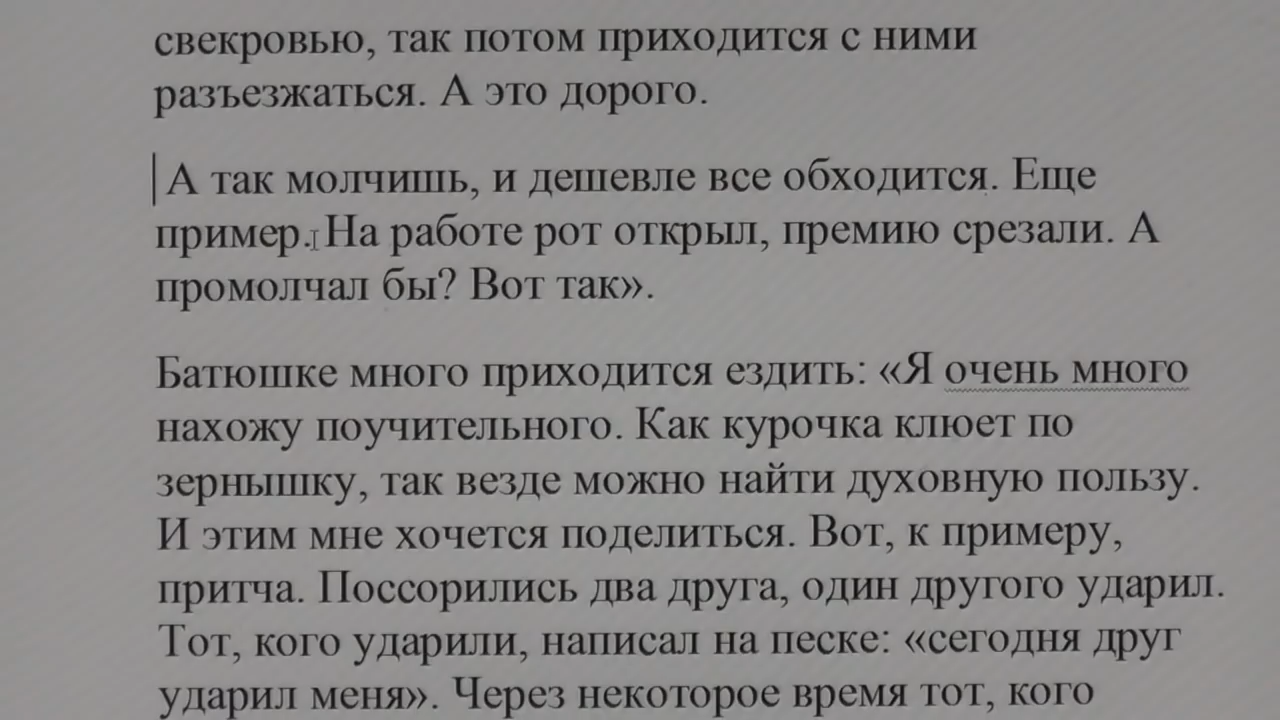 свекровью, так потом приходится с ними
разъезжаться. А это дорого.
А так молчишь, и дешевле все обходится. Еще
пример. На работе рот открыл, премию срезали. А
промолчал бы? Вот так».
Батюшке много приходится ездить: «Я очень много
нахожу поучительного. Как курочка клюет по
зернышку, так везде можно найти духовную пользу.
И этим мне хочется поделиться. Вот, к примеру,
притча. Поссорились два друга, один другого ударил.
Тот, кого ударили, написал на песке: «сегодня друг
ударил меня». Через некоторое время тот, кого